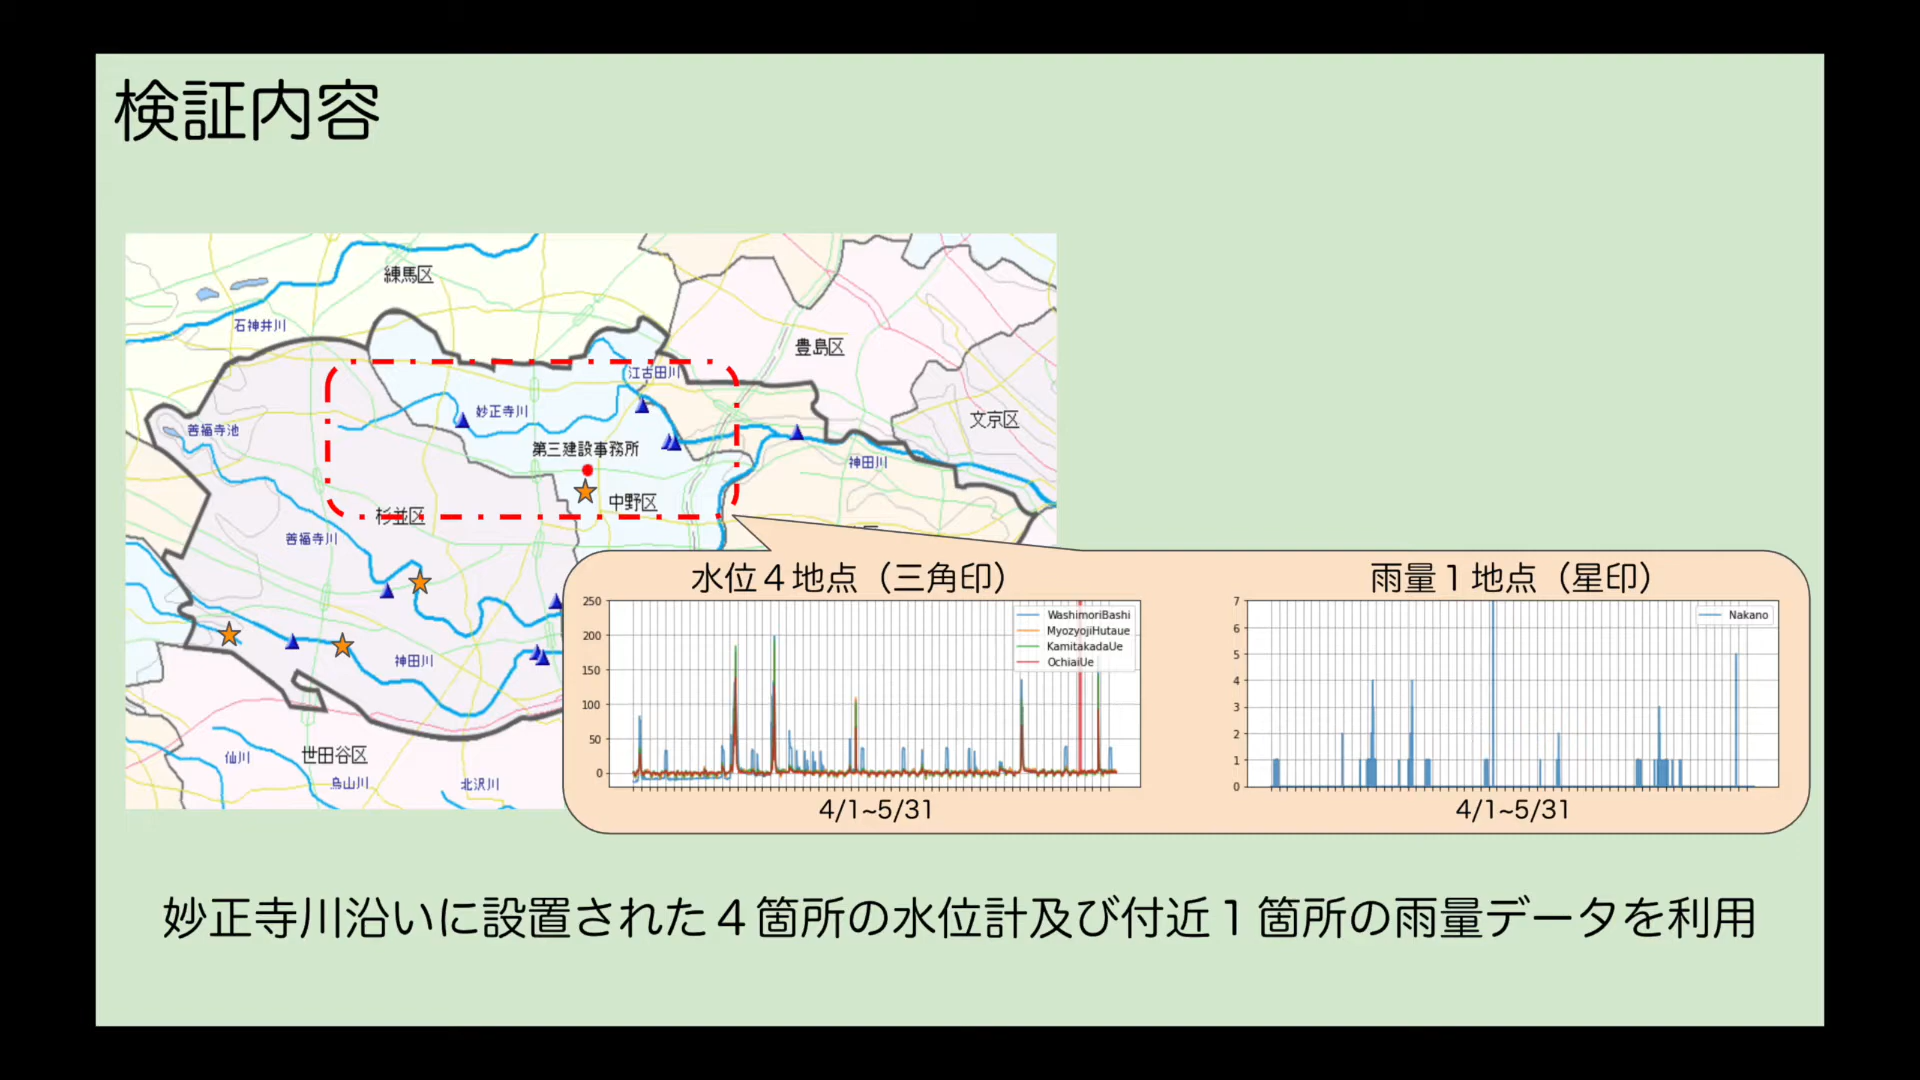 検証内容
練馬区
石神井川
豊島区
江古田川
妙正寺川
文京区
善福寺池
第三建設事務所
神田川
中野区
杉並区
善福寺川
神田川
世田谷区
仙川
烏山川
北沢川
水位4地点（三角印）
250
200
150
100
50
0
WashimoriBashi
MyozyojiHutaue
KamitakadaUe
OchiaiUe
4/1~5/31
雨量1地点（星印）
7
6
5
4
3
2
1
0
Nakano
4/1~5/31
妙正寺川沿いに設置された4箇所の水位計及び付近1箇所の雨量データを利用